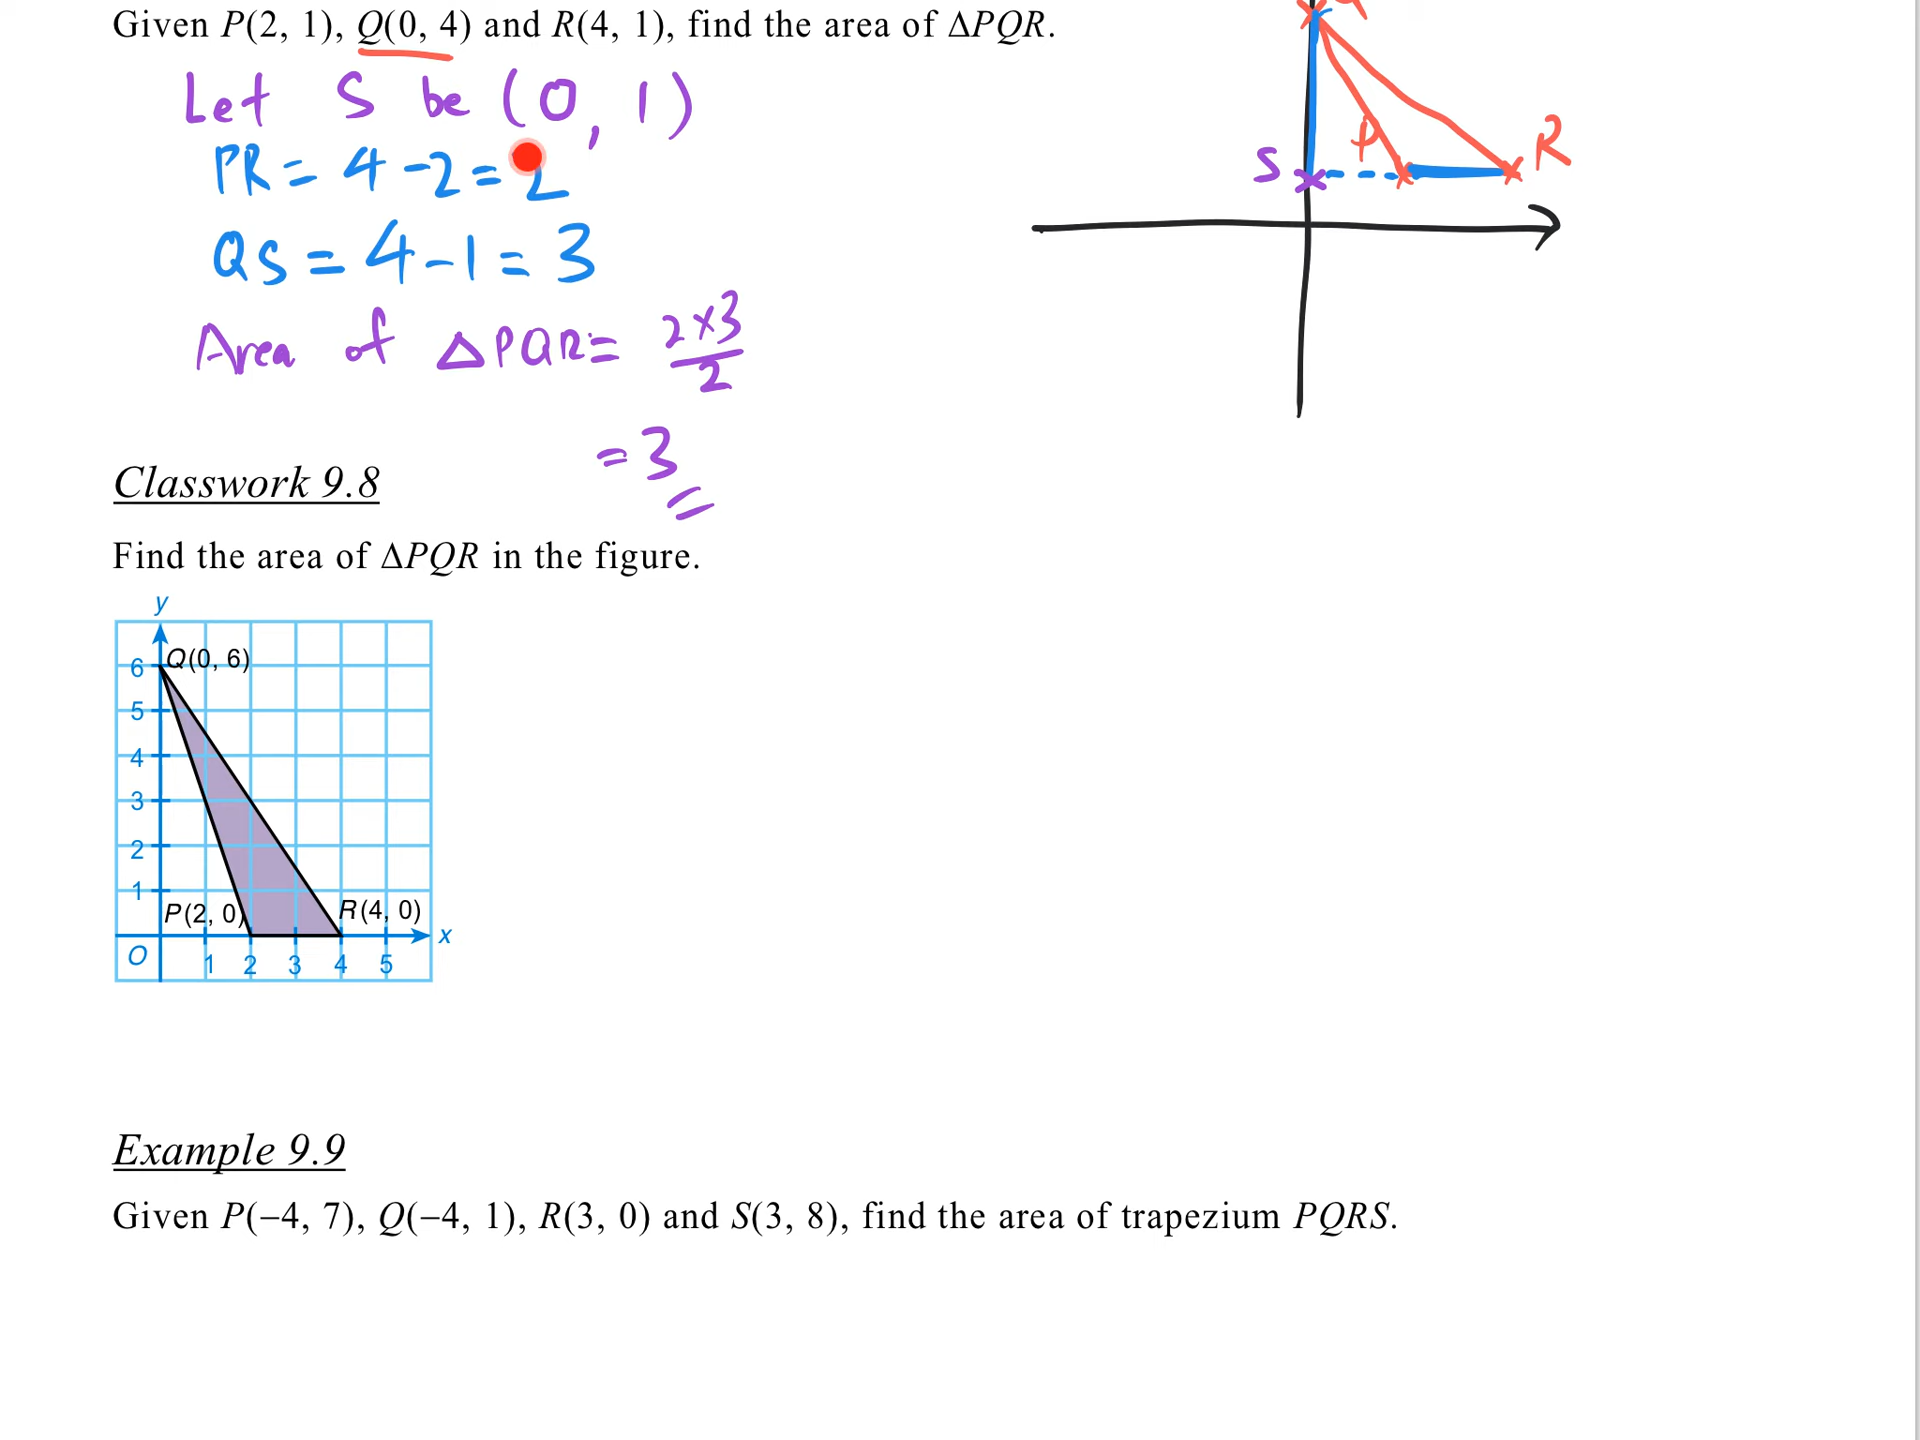 Given P(2, 1), Q(0, 4) and R(4, 1), find the area of ΔPQR.
Let S be (0, 1)
PR = 4 - 2 = 2
QS = 4 - 1 = 3
Area of ΔPQR = 2×3/2
= 3
S
P
R
Classwork 9.8
Find the area of ΔPQR in the figure.
y
6
Q(0, 6)
5
4
3
2
1
P(2, 0)
R(4, 0)
x
O
1 2 3 4 5
Example 9.9
Given P(−4, 7), Q(−4, 1), R(3, 0) and S(3, 8), find the area of trapezium PQRS.